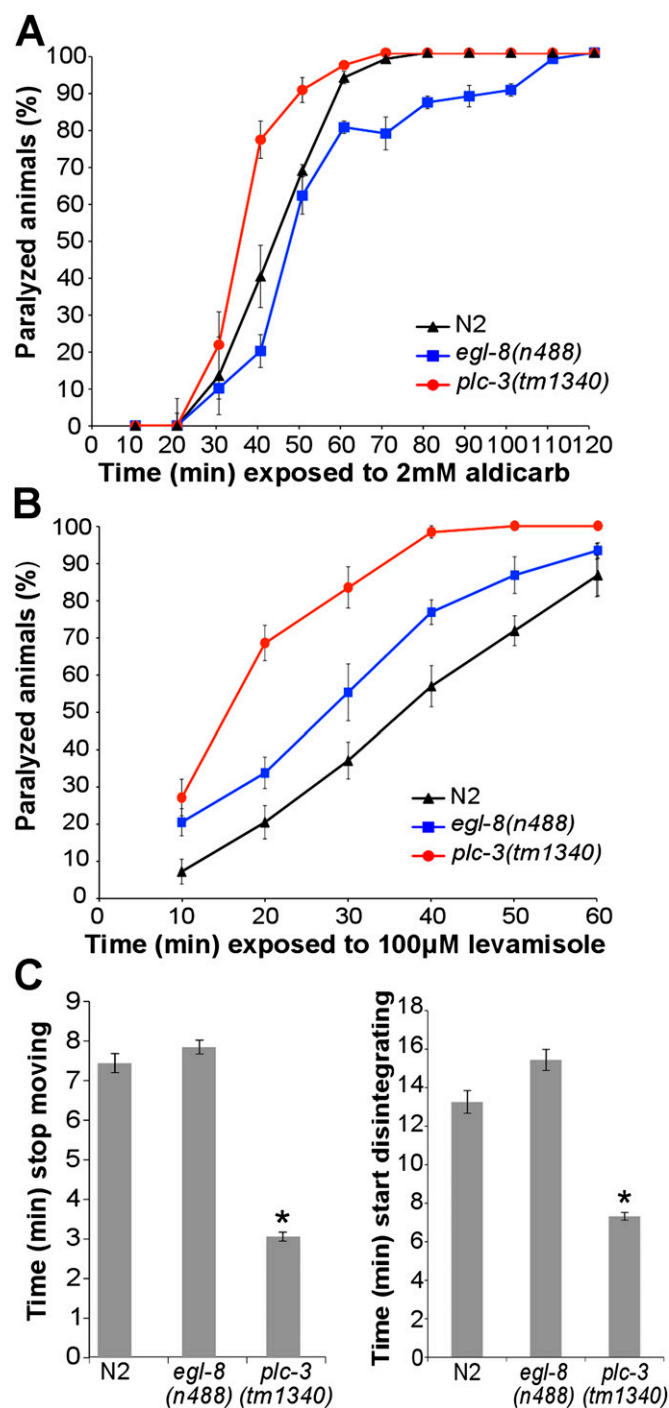 A
Paralyzed animals (%)
100
90
80
70
60
50
40
30
20
10
0
N2
egl-8(n488)
plc-3(tm1340)
0 10 20 30 40 50 60 70 80 90 100 110 120
Time (min) exposed to 2mM aldicarb
B
Paralyzed animals (%)
100
90
80
70
60
50
40
30
20
10
0
N2
egl-8(n488)
plc-3(tm1340)
0 10 20 30 40 50 60
Time (min) exposed to 100µM levamisole
C
Time (min) stop moving
9
8
7
6
5
4
3
2
1
0
*
N2 egl-8 plc-3
(n488) (tm1340)
Time (min) start disintegrating
18
16
14
12
10
8
6
4
2
0
*
N2 egl-8 plc-3
(n488) (tm1340)